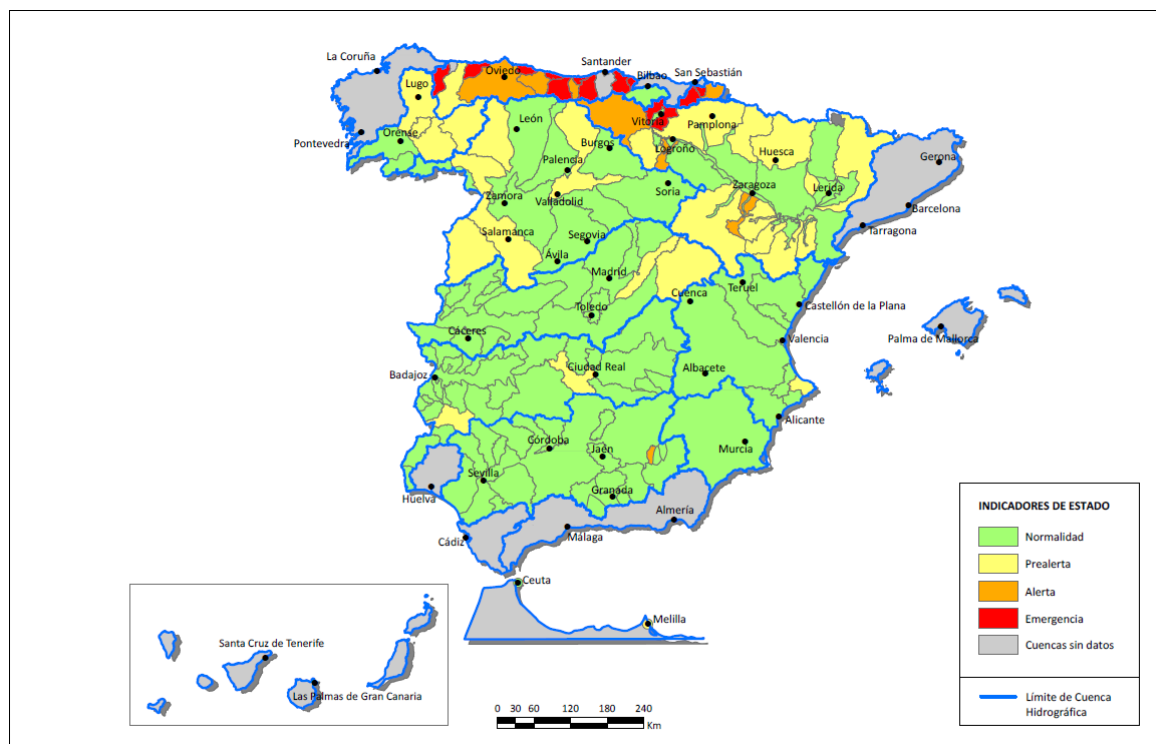 La Coruña
Santander
Oviedo
Bilbao
San Sebastián
Lugo
Vitoria
León
Pamplona
Pontevedra
Orense
Burgos
Logroño
Huesca
Gerona
Palencia
Zamora
Valladolid
Soria
Zaragoza
Lerida
Barcelona
Salamanca
Segovia
Tarragona
Ávila
Madrid
Teruel
Cuenca
Toledo
Castellón de la Plana
Cáceres
Valencia
Palma de Mallorca
Badajoz
Ciudad Real
Albacete
Alicante
Córdoba
Jaén
Murcia
Sevilla
Huelva
Granada
Almería
Cádiz
Málaga
Ceuta
Melilla
Santa Cruz de Tenerife
Las Palmas de Gran Canaria
INDICADORES DE ESTADO
Normalidad
Prealerta
Alerta
Emergencia
Cuencas sin datos
Límite de Cuenca
Hidrográfica
0 30 60 120 180 240
Km